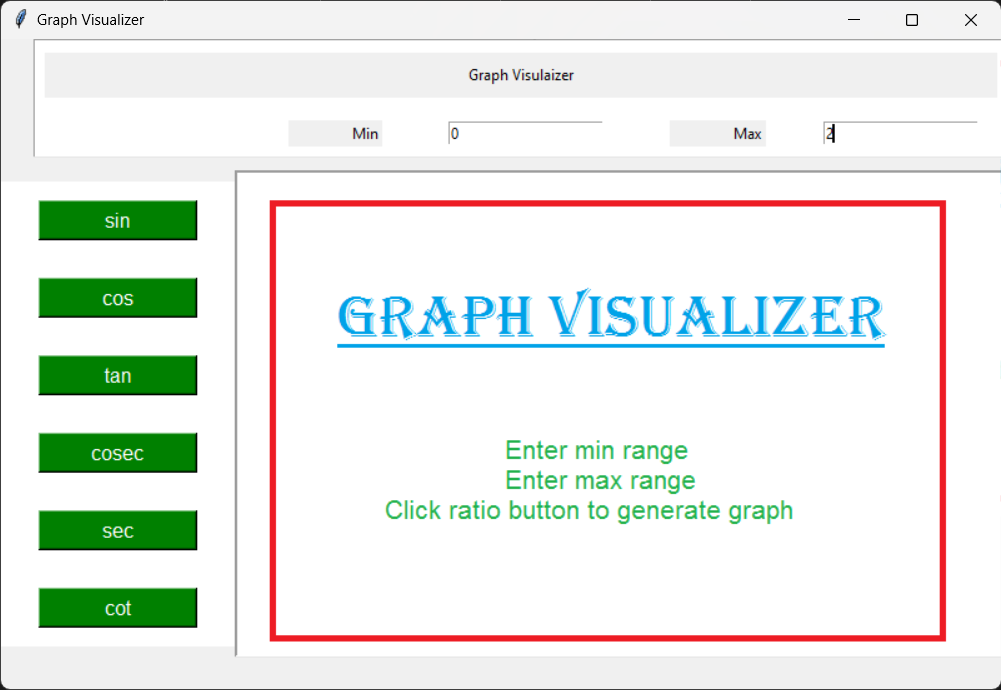 Graph Visualizer
Graph Visulaizer
Min 0 Max 2
sin
cos
tan
cosec
sec
cot
GRAPH VISUALIZER
Enter min range
Enter max range
Click ratio button to generate graph